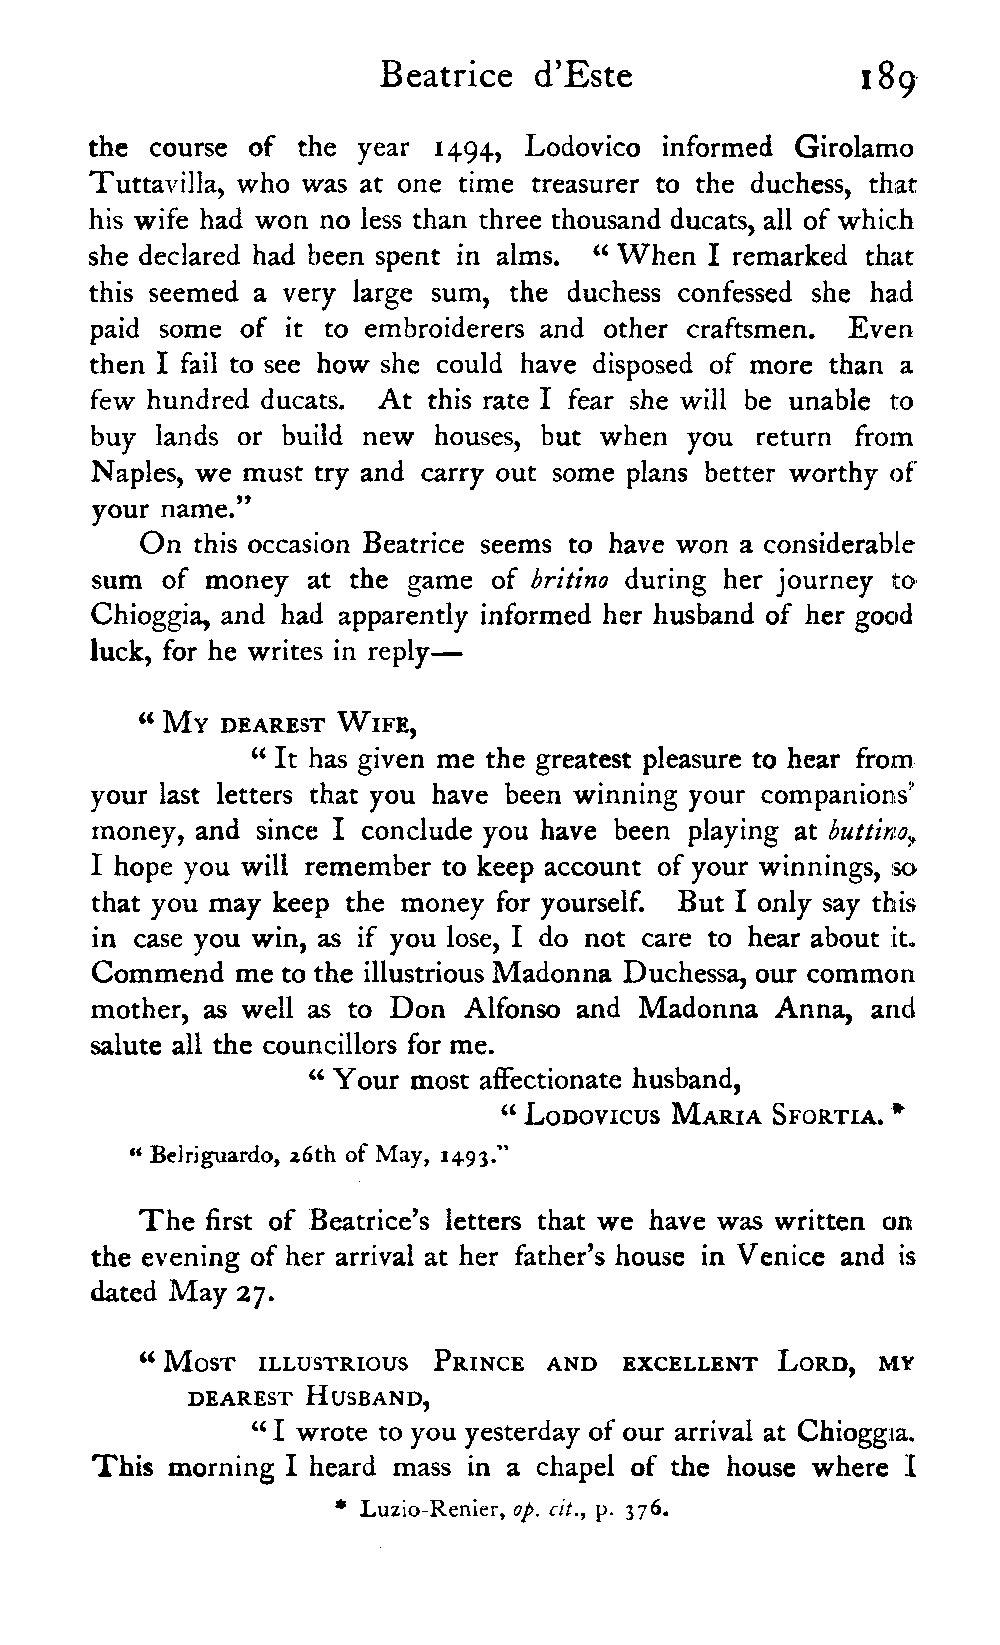 Beatrice d'Este 189
the course of the year 1494, Lodovico informed Girolamo
Tuttavilla, who was at one time treasurer to the duchess, that
his wife had won no less than three thousand ducats, all of which
she declared had been spent in alms. “ When I remarked that
this seemed a very large sum, the duchess confessed she had
paid some of it to embroiderers and other craftsmen. Even
then I fail to see how she could have disposed of more than a
few hundred ducats. At this rate I fear she will be unable to
buy lands or build new houses, but when you return from
Naples, we must try and carry out some plans better worthy of
your name.”
On this occasion Beatrice seems to have won a considerable
sum of money at the game of britino during her journey to
Chioggia, and had apparently informed her husband of her good
luck, for he writes in reply—
“ My dearest Wife,
“ It has given me the greatest pleasure to hear from
your last letters that you have been winning your companions’
money, and since I conclude you have been playing at buttino,
I hope you will remember to keep account of your winnings, so
that you may keep the money for yourself. But I only say this
in case you win, as if you lose, I do not care to hear about it.
Commend me to the illustrious Madonna Duchessa, our common
mother, as well as to Don Alfonso and Madonna Anna, and
salute all the councillors for me.
“ Your most affectionate husband,
“ Lodovicus Maria Sfortia. *
“ Belriguardo, 26th of May, 1493.”
The first of Beatrice's letters that we have was written on
the evening of her arrival at her father's house in Venice and is
dated May 27.
“ Most illustrious Prince and excellent Lord, my
dearest Husband,
“ I wrote to you yesterday of our arrival at Chioggia.
This morning I heard mass in a chapel of the house where I
* Luzio-Renier, op. cit., p. 376.